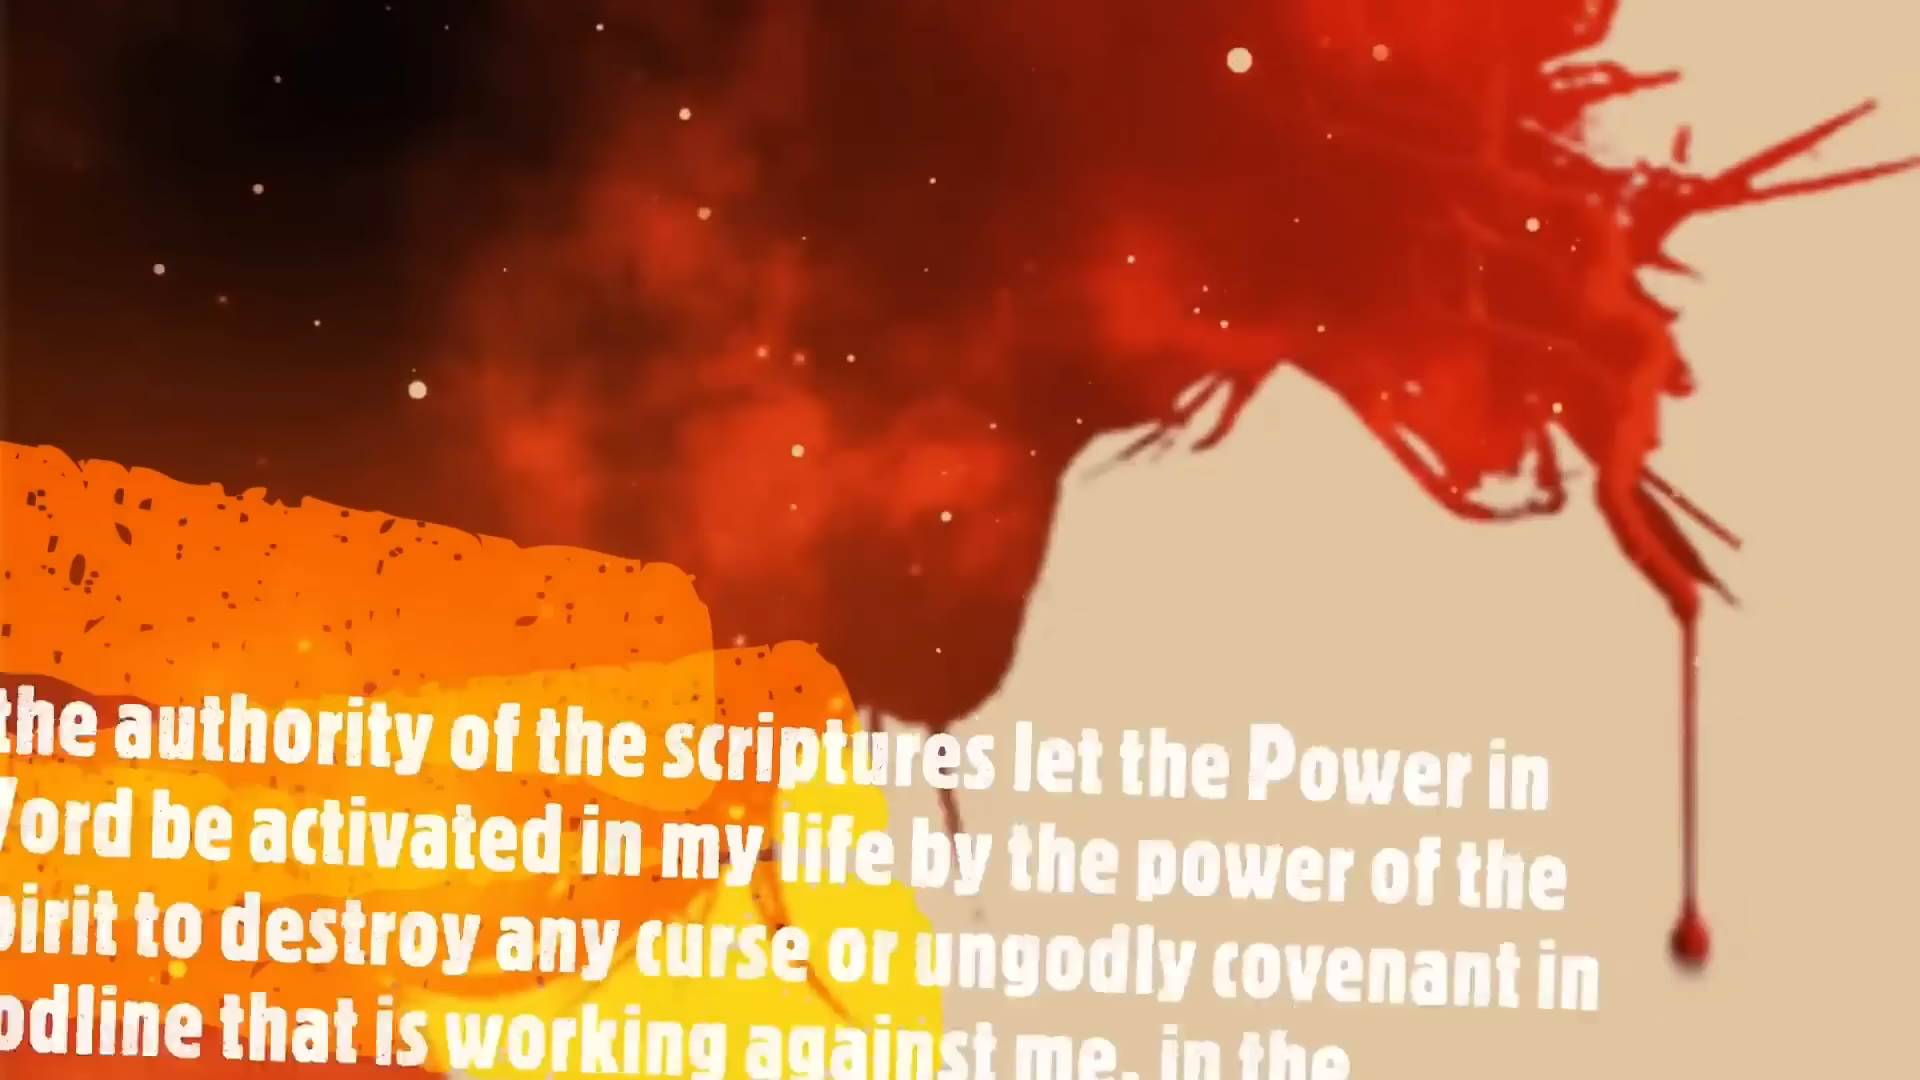 the authority of the scriptures let the Power in
ord be activated in my life by the power of the
pirit to destroy any curse or ungodly covenant in
odline that is working against me, in the